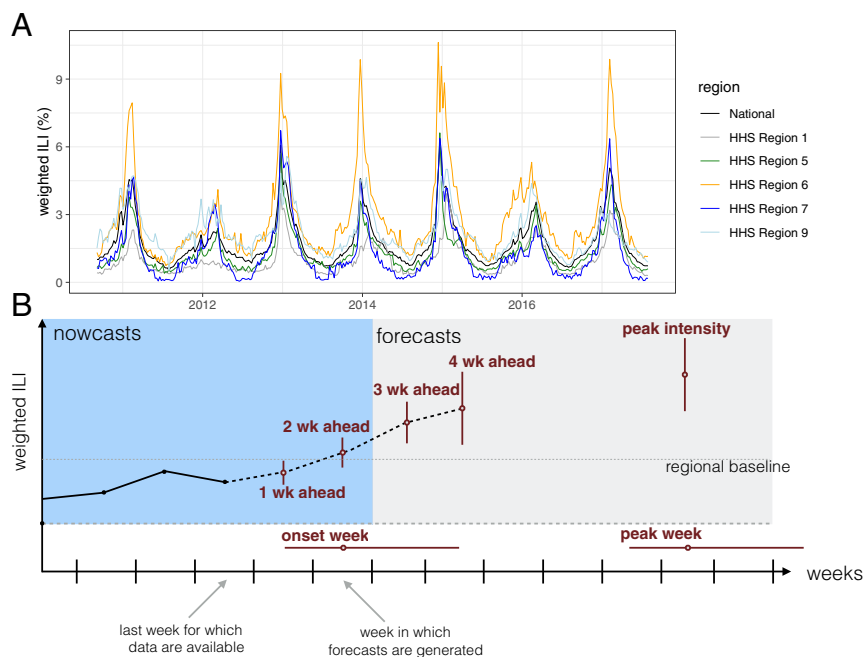 A
weighted ILI (%)
9
6
3
0
2012
2014
2016
region
National
HHS Region 1
HHS Region 5
HHS Region 6
HHS Region 7
HHS Region 9
B
weighted ILI
nowcasts
forecasts
peak intensity
4 wk ahead
3 wk ahead
2 wk ahead
regional baseline
1 wk ahead
onset week
peak week
weeks
last week for which
data are available
week in which
forecasts are generated